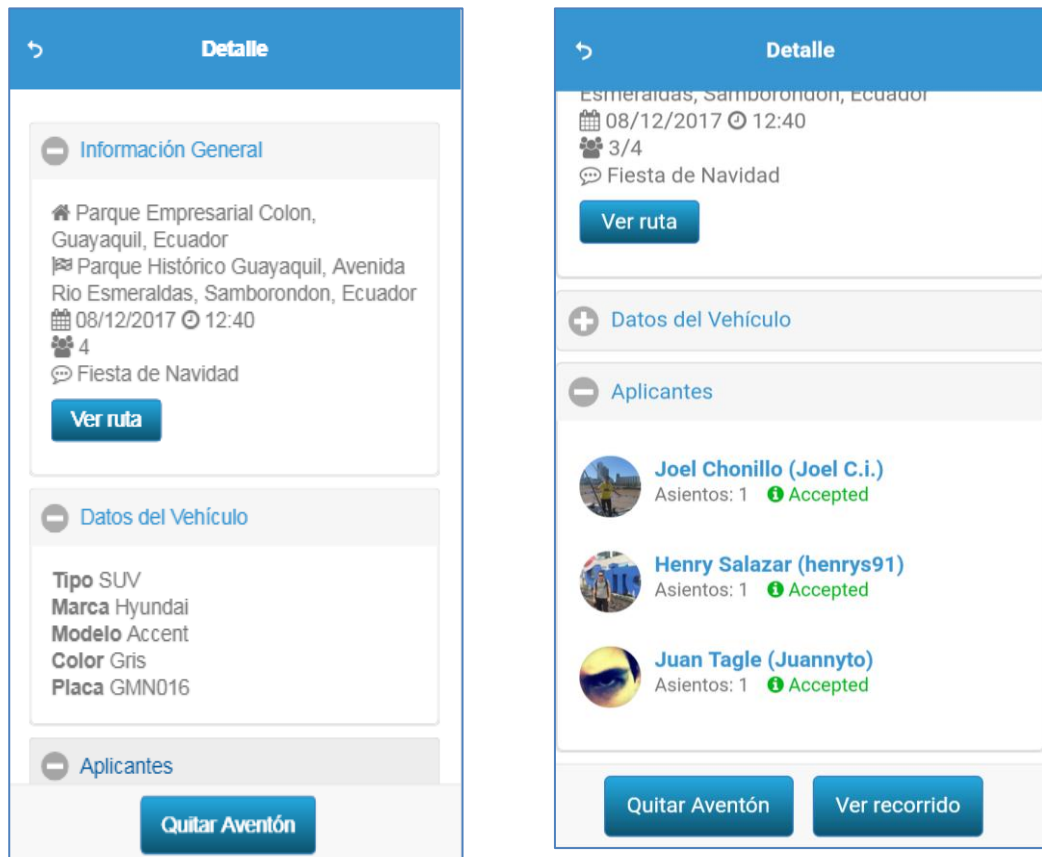 Detalle
Información General
Parque Empresarial Colon,
Guayaquil, Ecuador
Parque Histórico Guayaquil, Avenida
Rio Esmeraldas, Samborondon, Ecuador
08/12/2017 12:40
4
Fiesta de Navidad
Ver ruta
Datos del Vehículo
Tipo SUV
Marca Hyundai
Modelo Accent
Color Gris
Placa GMN016
Aplicantes
Quitar Aventón
Detalle
Esmeraldas, Samborondon, Ecuador
08/12/2017 12:40
3/4
Fiesta de Navidad
Ver ruta
Datos del Vehículo
Aplicantes
Joel Chonillo (Joel C.i.)
Asientos: 1 Accepted
Henry Salazar (henrys91)
Asientos: 1 Accepted
Juan Tagle (Juannyto)
Asientos: 1 Accepted
Quitar Aventón
Ver recorrido